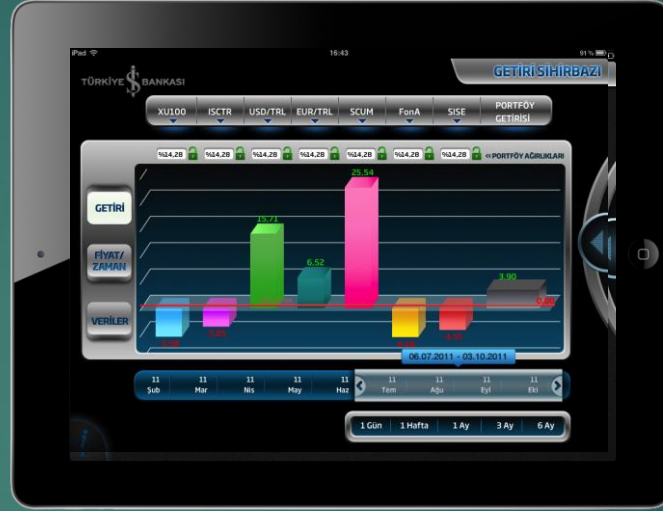 iPad
16:43
91 %
TÜRKİYE İŞ BANKASI
GETİRİ SİHİRBAZI
XU100 ISCTR USD/TRL EUR/TRL SCUM FonA SISE PORTFÖY GETİRİSİ
%14,28 %14,28 %14,28 %14,28 %14,28 %14,28 %14,28 «PORTFÖY AĞIRLIKLARI
25,54
15,71
6,52
3,90
0,00
GETİRİ
FİYAT/
ZAMAN
VERİLER
06.07.2011 - 03.10.2011
11 11 11 11 11 11 11 11 11
Şub Mar Nis May Haz Tem Ağu Eyl Eki
1 Gün 1 Hafta 1 Ay 3 Ay 6 Ay